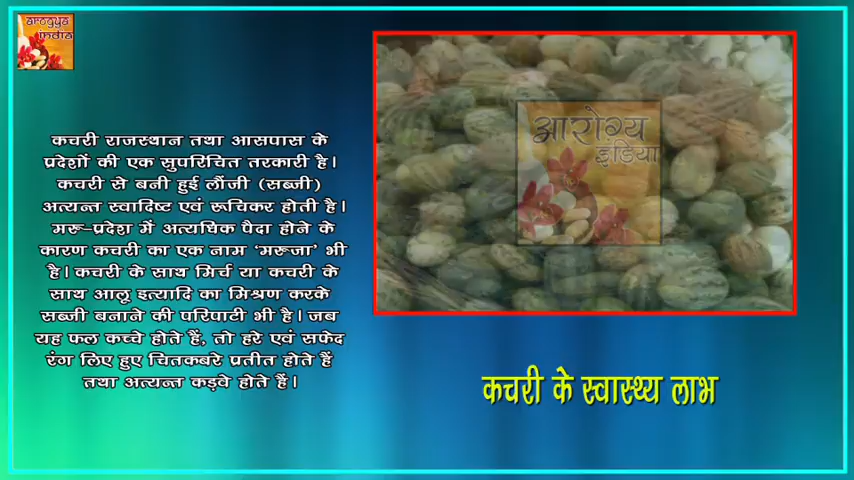 arogya
india
कचरी राजस्थान तथा आसपास के
प्रदेशों की एक सुपरिचित तरकारी है।
कचरी से बनी हुई लौंजी (सब्जी)
अत्यन्त स्वादिष्ट एवं रूचिकर होती है।
मरू-प्रदेश में अत्यधिक पैदा होने के
कारण कचरी का एक नाम ‘मरूजा’ भी
है। कचरी के साथ मिर्च या कचरी के
साथ आलू इत्यादि का मिश्रण करके
सब्जी बनाने की परिपाटी भी है। जब
यह फल कच्चे होते हैं, तो हरे एवं सफेद
रंग लिए हुए चितकबरे प्रतीत होते हैं
तथा अत्यन्त कड़वे होते हैं।
आरोग्य
इंडिया
कचरी के स्वास्थ्य लाभ